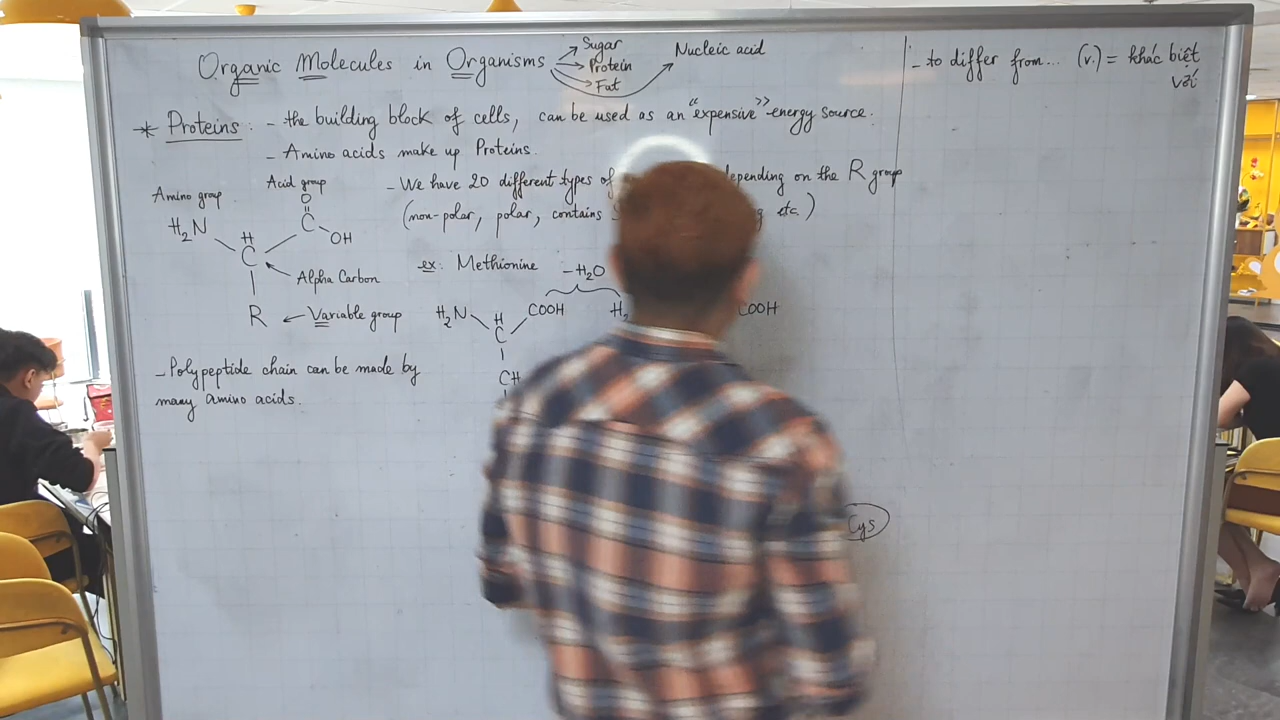 Organic Molecules in Organisms
Sugar
Protein
Fat
Nucleic acid
* Proteins: - the building block of cells, can be used as an "expensive" energy source.
- Amino acids make up Proteins.
- We have 20 different types of depending on the R group
(non-polar, polar, contains etc.)
Amino group
Acid group
O
H₂N
H
C
C
OH
Alpha Carbon
R
Variable group
ex: Methionine
-H₂O
H₂N
H
C
COOH
H₂
COOH
CH
- Polypeptide chain can be made by
many amino acids.
Cys
- to differ from... (v.) = khác biệt
với